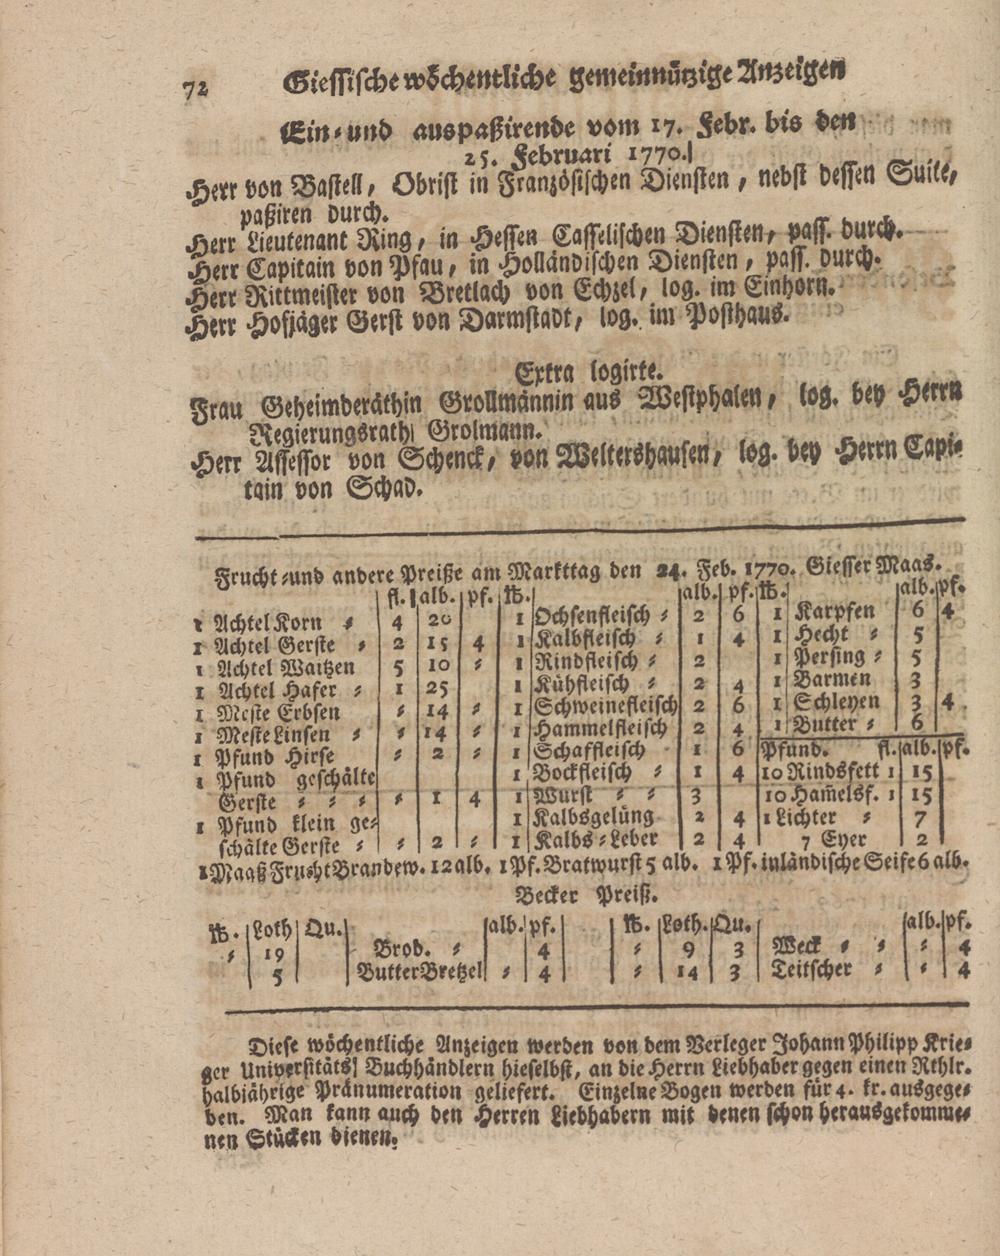 72 Giessische wöchentliche gemeinnützige Anzeigen
Ein- und auspaßirende vom 17. Febr. bis den
25. Februari 1770.
Herr von Bastell, Obrist in Französischen Diensten, nebst dessen Suite,
paßiren durch.
Herr Lieutenant Ring, in Hessen Casselischen Diensten, pass. durch.
Herr Capitain von Pfau, in Holländischen Diensten, pass. durch.
Herr Rittmeister von Bretlach von Echzel, log. im Einhorn.
Herr Hofjäger Gerst von Darmstadt, log. im Posthaus.
Extra logirte.
Frau Geheimderäthin Grollmännin aus Westphalen, log. bey Herrn
Regierungsrath Grolmann.
Herr Assessor von Schenck, von Weltershausen, log. bey Herrn Capi-
tain von Schad.
Frucht- und andere Preiße am Markttag den 24. Feb. 1770. Giesser Maas.
fl. alb. pf. ℔. alb. pf. ℔. alb. pf.
1 Achtel Korn - 4 20 1 Ochsenfleisch - 2 6 1 Karpfen 6 4
1 Achtel Gerste - 2 15 4 1 Kalbfleisch - 1 4 1 Hecht - 5
1 Achtel Waitzen 5 10 - 1 Rindfleisch - 2 1 Persing - 5
1 Achtel Hafer - 1 25 1 Kühfleisch - 2 4 1 Barmen 3
1 Meste Erbsen - 14 - 1 Schweinefleisch 2 6 1 Schleyen 3 4
1 Meste Linsen - - 14 - 1 Hammelfleisch 2 4 1 Butter - 6
1 Pfund Hirse - 2 - 1 Schaffleisch 1 6 Pfund. fl. alb. pf.
1 Pfund geschälte 1 Bockfleisch - 1 4 10 Rindsfett 1 15
Gerste - - - - 1 4 1 Wurst - - 3 10 Ham̄elsf. 1 15
1 Pfund klein ge- 1 Kalbsgelüng 2 4 1 Lichter - 7
schälte Gerste - - 2 - 1 Kalbs-Leber 2 4 7 Eyer 2
1 Maaß Frucht Brandew. 12 alb. 1 Pf. Bratwurst 5 alb. 1 Pf. inländische Seife 6 alb.
Becker Preiß.
℔. Loth Qu. alb. pf. ℔. Loth. Qu. alb. pf.
- 19 Brod. - 4 - 9 3 Weck - - - 4
5 Butter Bretzel - 4 - 14 3 Teitscher - - 4
Diese wöchentliche Anzeigen werden von dem Verleger Johann Philipp Krie-
ger Universitäts Buchhändlern hieselbst, an die Herrn Liebhaber gegen einen Rthlr.
halbjährige Pränumeration geliefert. Einzelne Bogen werden für 4. kr. ausgege-
ben. Man kann auch den Herren Liebhabern mit denen schon herausgekomme-
nen Stücken dienen.